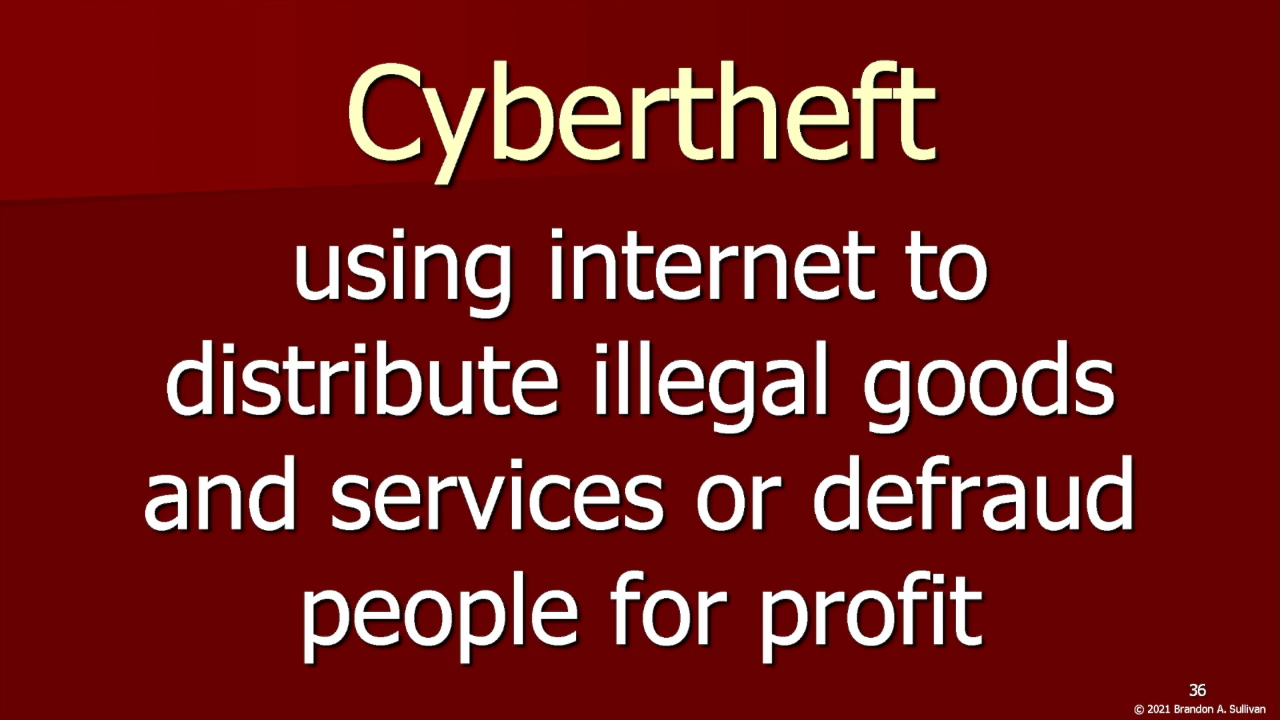 Cybertheft
using internet to
distribute illegal goods
and services or defraud
people for profit
36
© 2021 Brandon A. Sullivan